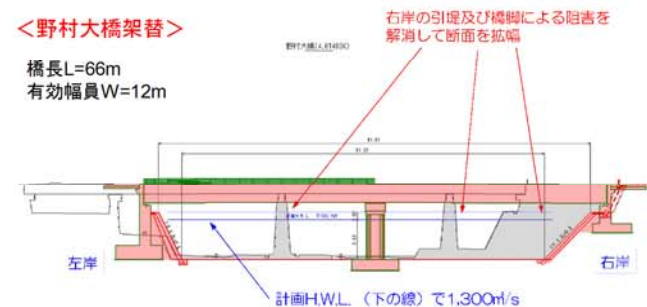 <野村大橋架替>
橋長L=66m
有効幅員W=12m
右岸の引堤及び橋脚による阻害を
解消して断面を拡幅
左岸
右岸
計画H.W.L. (下の線) で1,300㎥/s